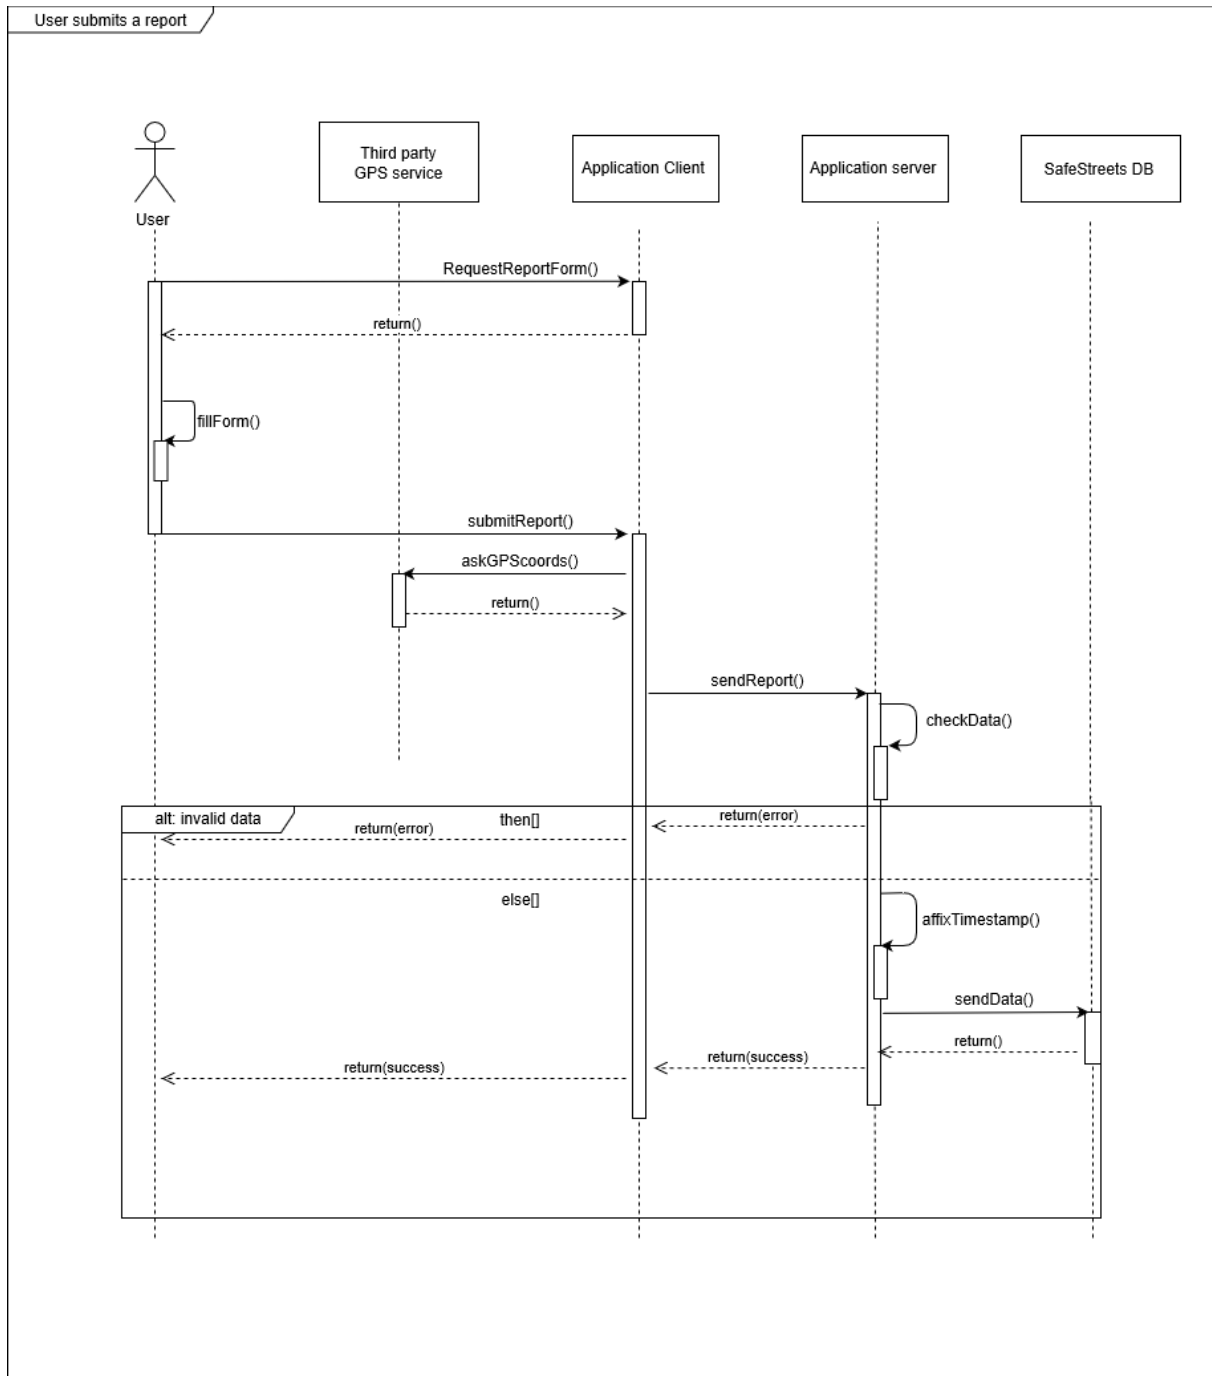 User submits a report
Third party
GPS service
Application Client
Application server
SafeStreets DB
User
RequestReportForm()
return()
fillForm()
submitReport()
askGPScoords()
return()
sendReport()
checkData()
alt: invalid data
then[]
return(error)
return(error)
else[]
affixTimestamp()
sendData()
return()
return(success)
return(success)